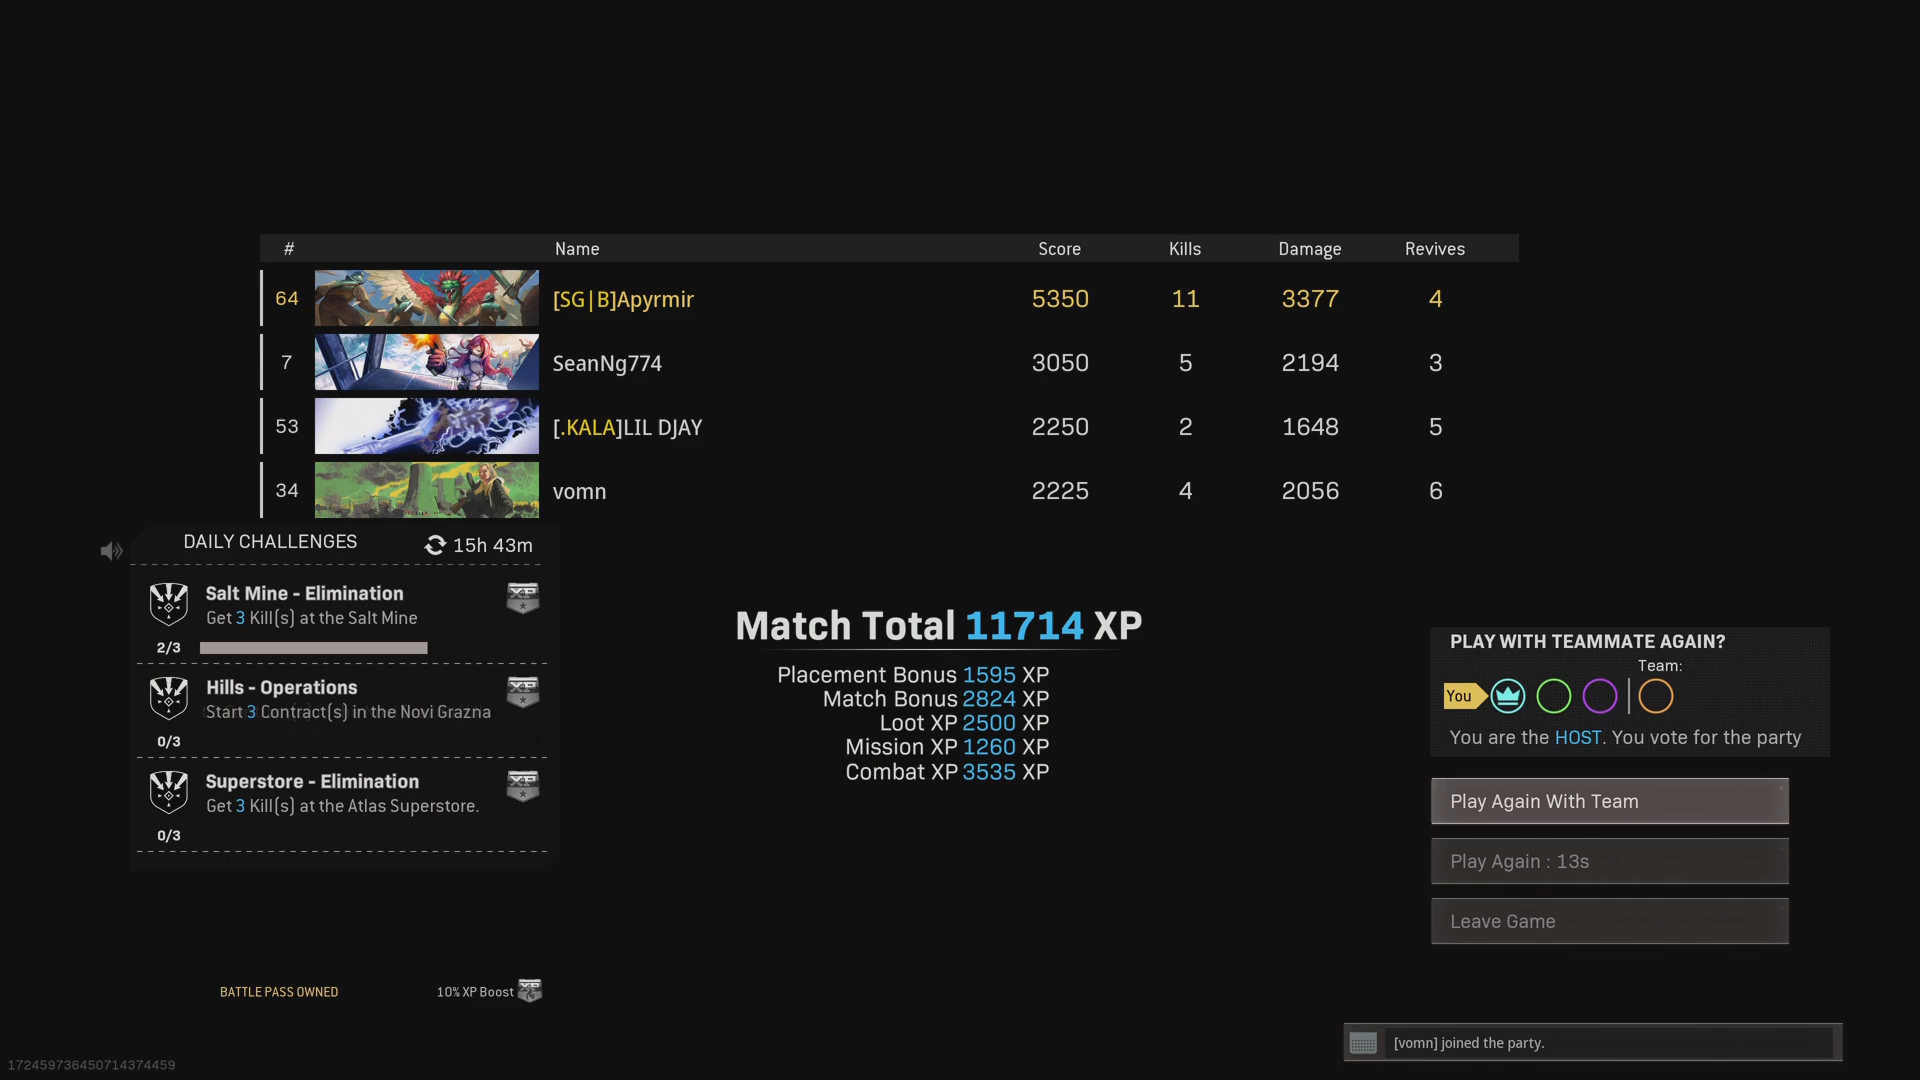 # Name Score Kills Damage Revives
64 [SG|B]Apyrmir 5350 11 3377 4
7 SeanNg774 3050 5 2194 3
53 [.KALA]LIL DJAY 2250 2 1648 5
34 vomn 2225 4 2056 6
DAILY CHALLENGES 15h 43m
Salt Mine - Elimination
Get 3 Kill(s) at the Salt Mine
2/3
Hills - Operations
Start 3 Contract(s) in the Novi Grazna
0/3
Superstore - Elimination
Get 3 Kill(s) at the Atlas Superstore.
0/3
BATTLE PASS OWNED
10% XP Boost
Match Total 11714 XP
Placement Bonus 1595 XP
Match Bonus 2824 XP
Loot XP 2500 XP
Mission XP 1260 XP
Combat XP 3535 XP
PLAY WITH TEAMMATE AGAIN?
Team:
You
You are the HOST. You vote for the party
Play Again With Team
Play Again : 13s
Leave Game
[vomn] joined the party.
172459736450714374459